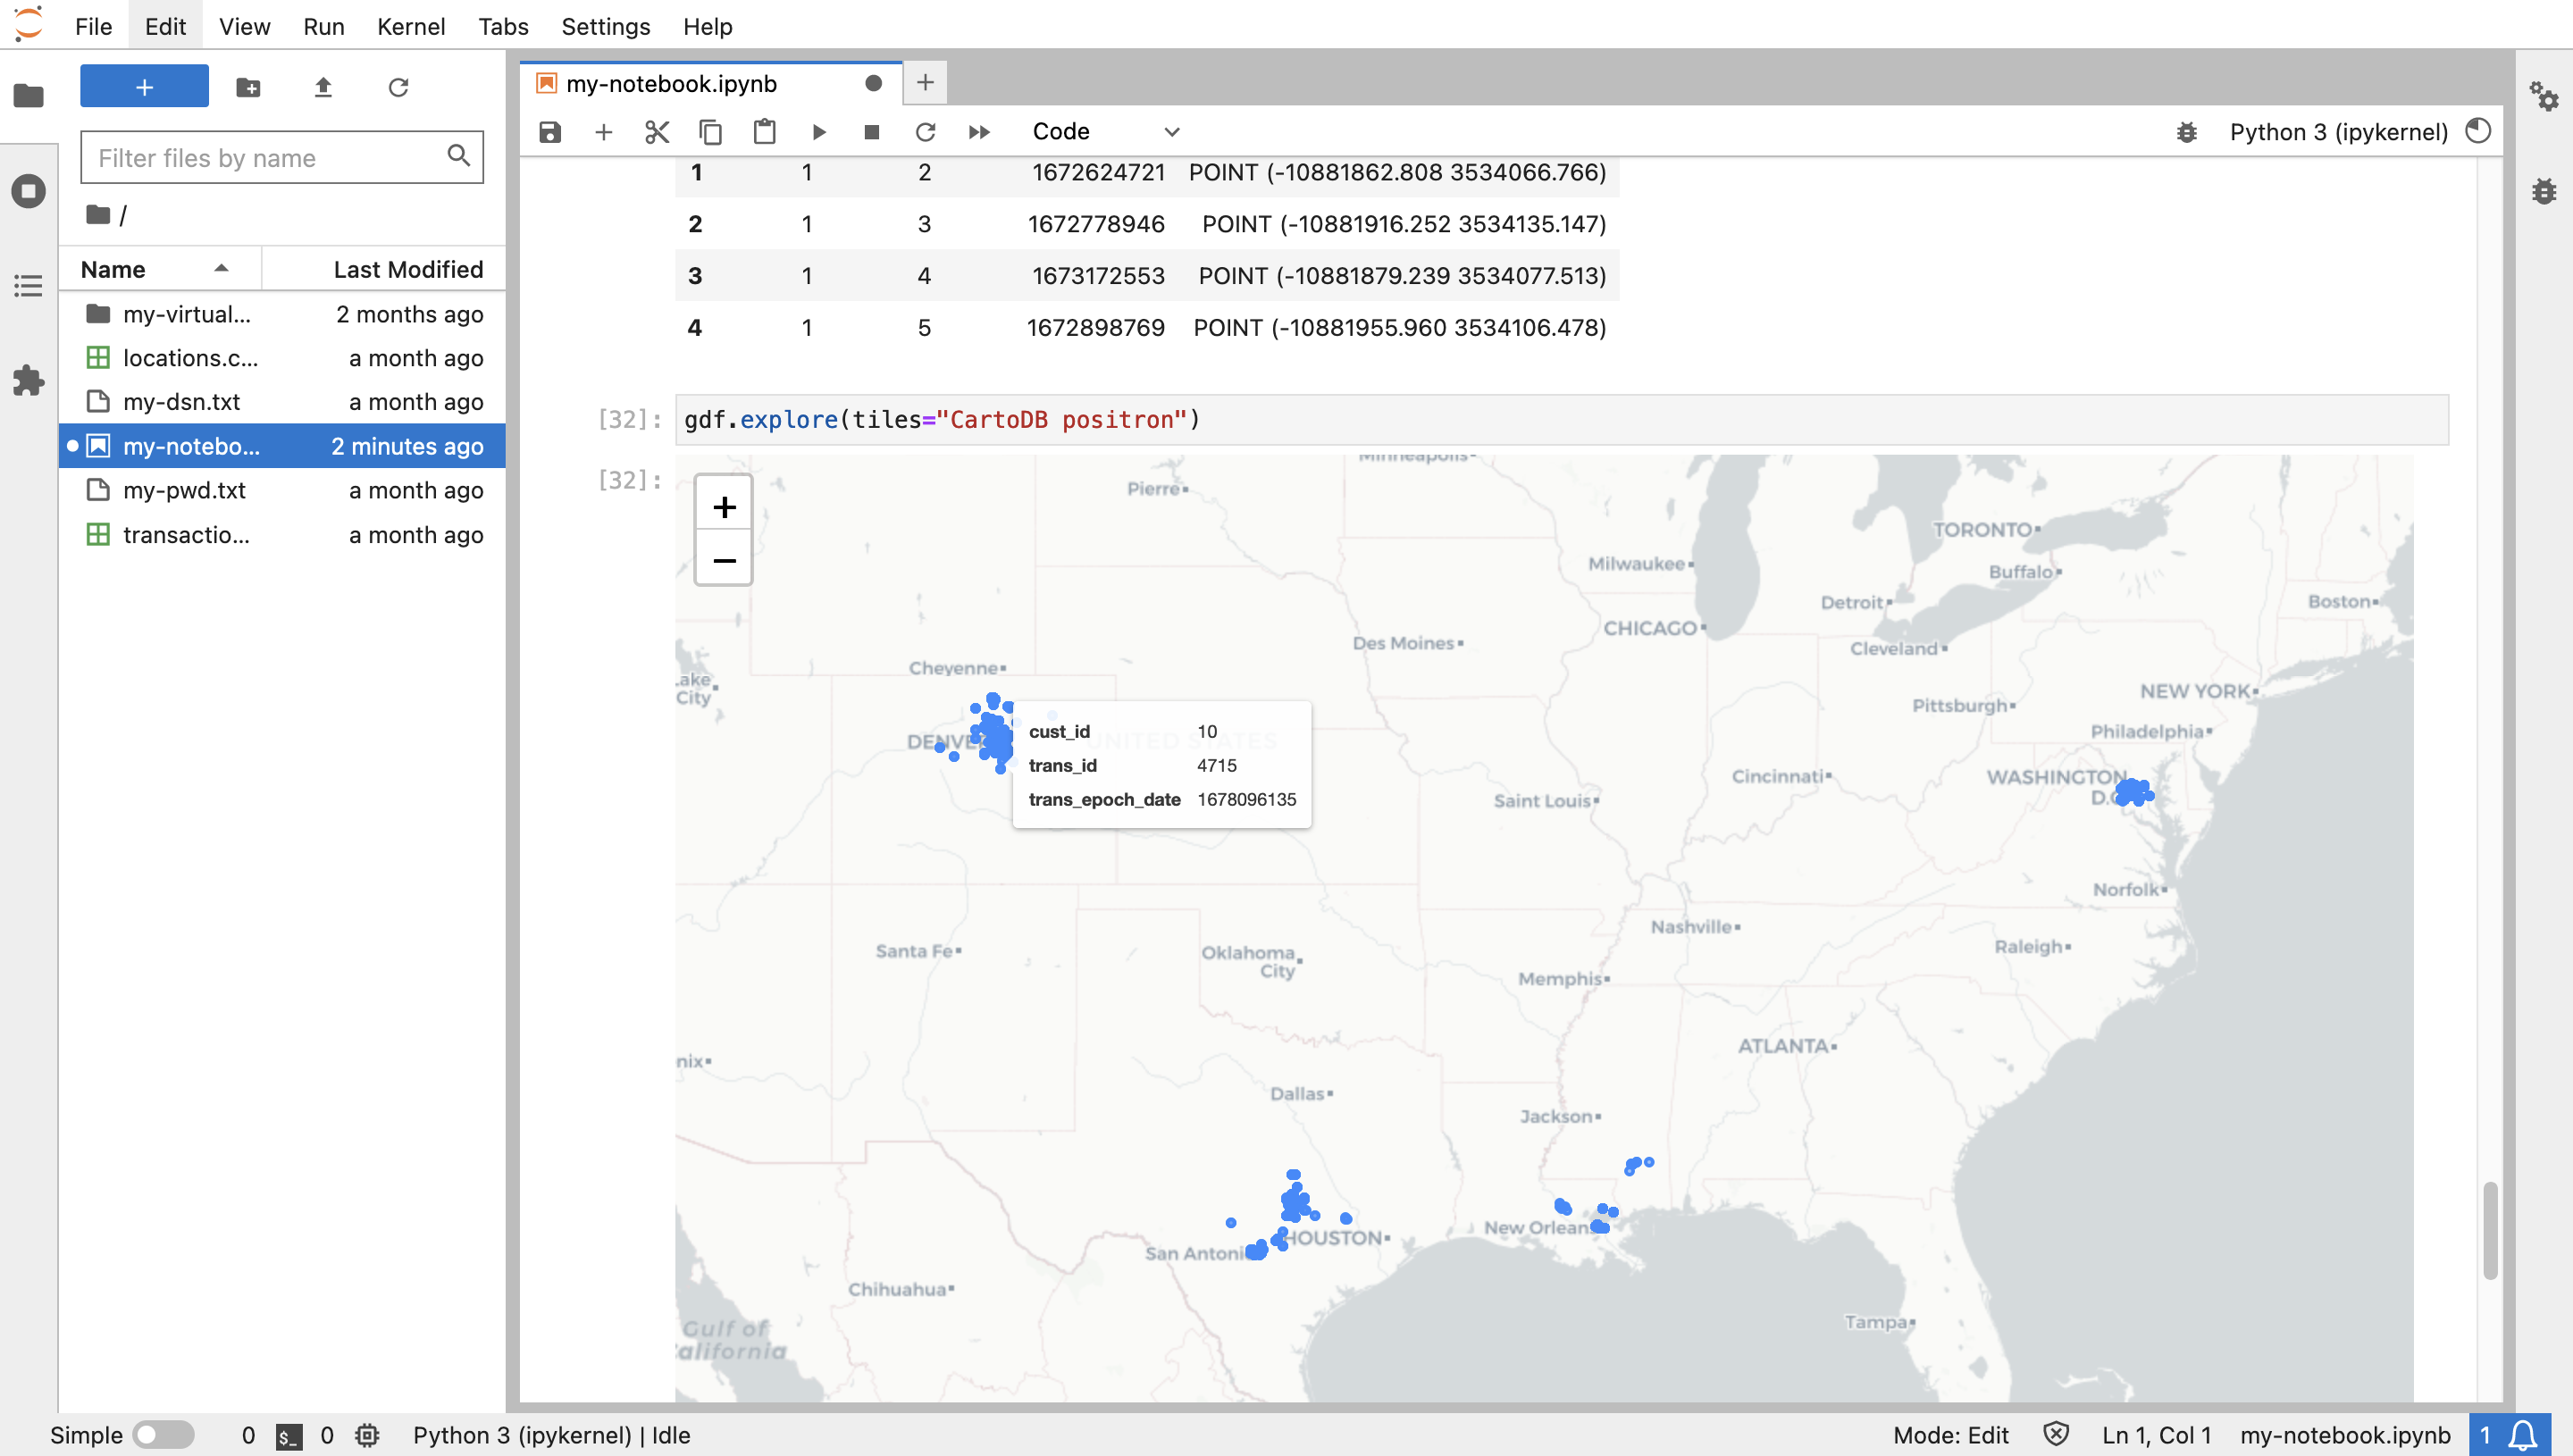 File Edit View Run Kernel Tabs Settings Help
my-notebook.ipynb
Code
Python 3 (ipykernel)
Filter files by name
/
Name Last Modified
my-virtual... 2 months ago
locations.c... a month ago
my-dsn.txt a month ago
my-notebo... 2 minutes ago
my-pwd.txt a month ago
transactio... a month ago
1 1 2 1672624721 POINT (-10881862.808 3534066.766)
2 1 3 1672778946 POINT (-10881916.252 3534135.147)
3 1 4 1673172553 POINT (-10881879.239 3534077.513)
4 1 5 1672898769 POINT (-10881955.960 3534106.478)
[32]: gdf.explore(tiles="CartoDB positron")
[32]:
+
−
Minneapolis
Pierre
TORONTO
Milwaukee
Buffalo
Detroit
Boston
CHICAGO
Des Moines
Cleveland
Cheyenne
Lake
City
NEW YORK
Pittsburgh
Philadelphia
DENVE
UNITED STATES
cust_id 10
trans_id 4715
trans_epoch_date 1678096135
Cincinnati
WASHINGTON
D.C
Saint Louis
Norfolk
Nashville
Raleigh
Santa Fe
Oklahoma
City
Memphis
ATLANTA
nix
Dallas
Jackson
New Orlean
HOUSTON
San Antoni
Chihuahua
Tampa
Gulf of
alifornia
Simple 0 $_ 0 Python 3 (ipykernel) | Idle Mode: Edit Ln 1, Col 1 my-notebook.ipynb 1